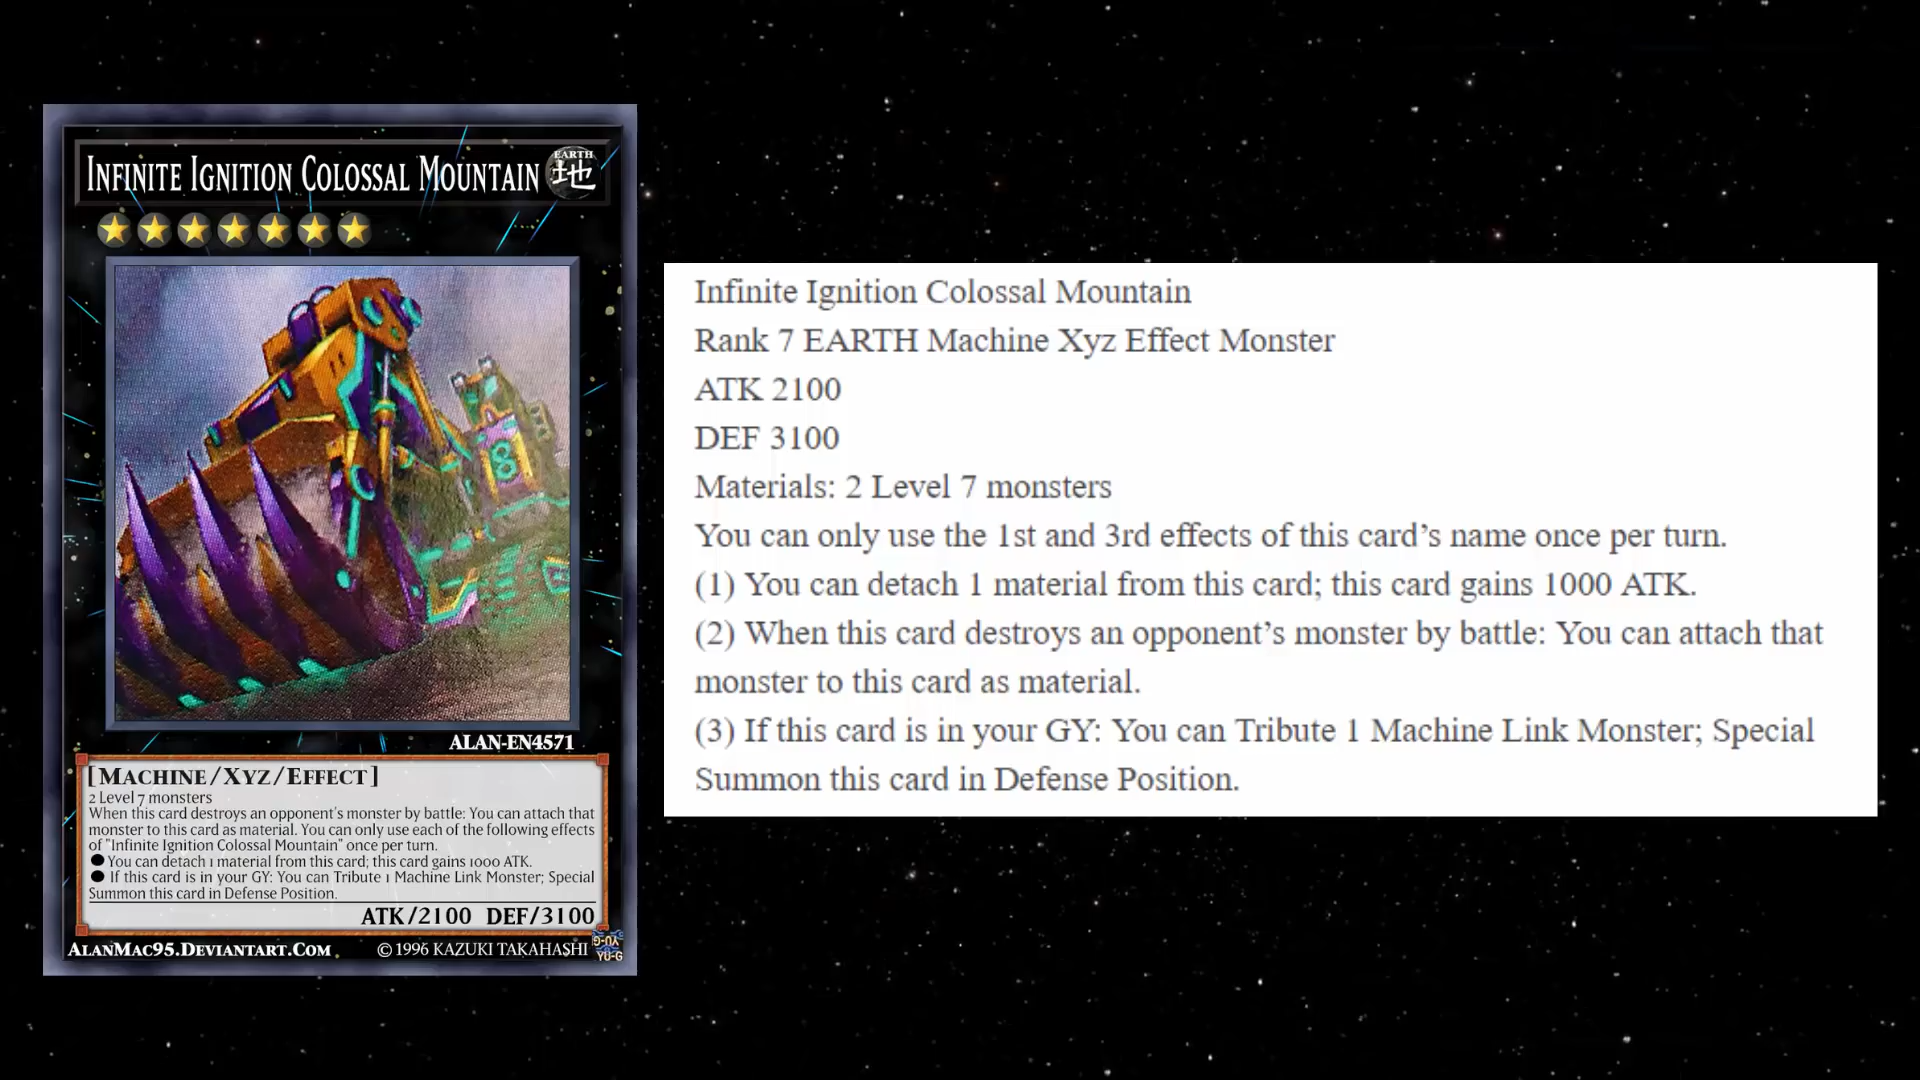 INFINITE IGNITION COLOSSAL MOUNTAIN
EARTH
地
8
ALAN-EN4571
[MACHINE/XYZ/EFFECT]
2 Level 7 monsters
When this card destroys an opponent's monster by battle: You can attach that
monster to this card as material. You can only use each of the following effects
of "Infinite Ignition Colossal Mountain" once per turn.
● You can detach 1 material from this card; this card gains 1000 ATK.
● If this card is in your GY: You can Tribute 1 Machine Link Monster; Special
Summon this card in Defense Position.
ATK/2100 DEF/3100
ALANMAC95.DEVIANTART.COM ©1996 KAZUKI TAKAHASHI
Infinite Ignition Colossal Mountain
Rank 7 EARTH Machine Xyz Effect Monster
ATK 2100
DEF 3100
Materials: 2 Level 7 monsters
You can only use the 1st and 3rd effects of this card’s name once per turn.
(1) You can detach 1 material from this card; this card gains 1000 ATK.
(2) When this card destroys an opponent’s monster by battle: You can attach that
monster to this card as material.
(3) If this card is in your GY: You can Tribute 1 Machine Link Monster; Special
Summon this card in Defense Position.